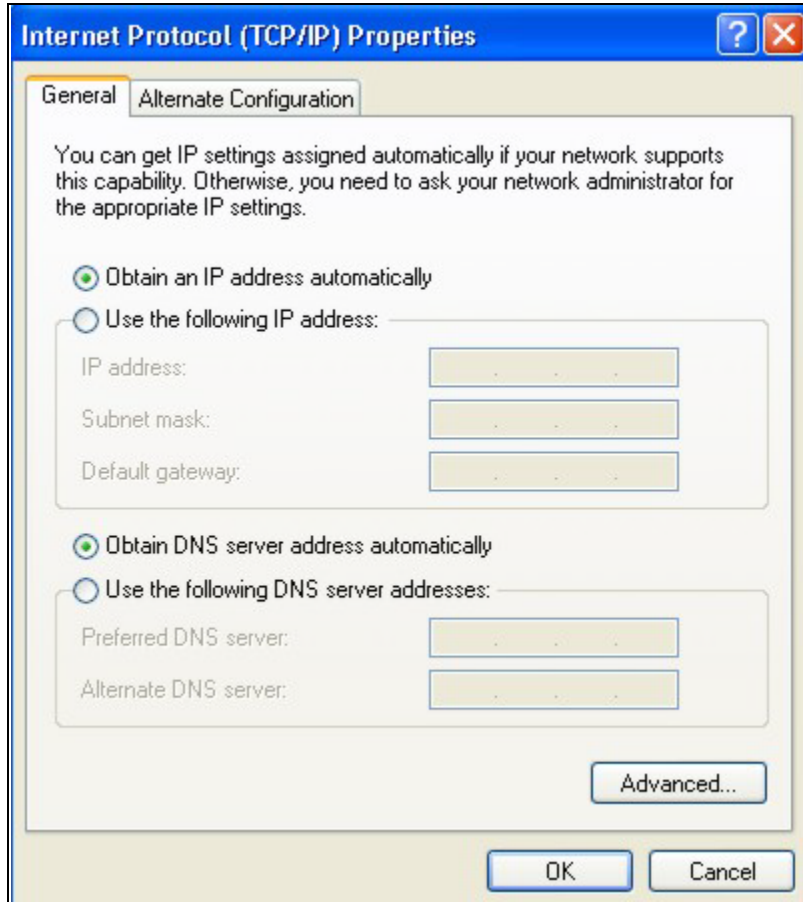 Internet Protocol (TCP/IP) Properties
General
Alternate Configuration
You can get IP settings assigned automatically if your network supports
this capability. Otherwise, you need to ask your network administrator for
the appropriate IP settings.
Obtain an IP address automatically
Use the following IP address:
IP address:
Subnet mask:
Default gateway:
Obtain DNS server address automatically
Use the following DNS server addresses:
Preferred DNS server:
Alternate DNS server:
Advanced...
OK
Cancel